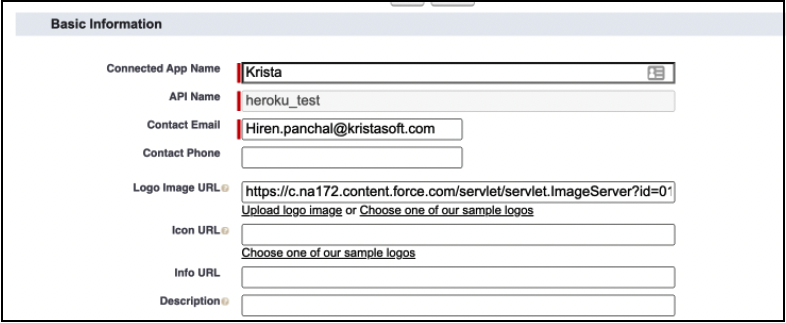 Basic Information
Connected App Name Krista
API Name heroku_test
Contact Email Hiren.panchal@kristasoft.com
Contact Phone
Logo Image URL https://c.na172.content.force.com/servlet/servlet.ImageServer?id=01
Upload logo image or Choose one of our sample logos
Icon URL
Choose one of our sample logos
Info URL
Description